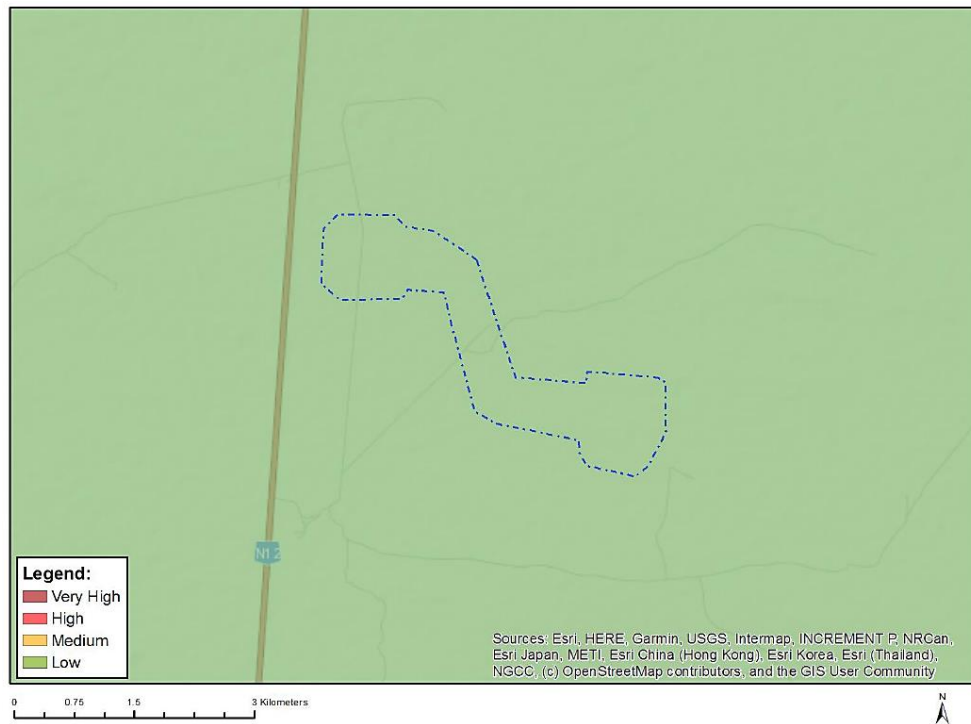 N1.2
Legend:
Very High
High
Medium
Low
Sources: Esri, HERE, Garmin, USGS, Intermap, INCREMENT P, NRCan,
Esri Japan, METI, Esri China (Hong Kong), Esri Korea, Esri (Thailand),
NGCC, (c) OpenStreetMap contributors, and the GIS User Community
0 0.75 1.5 3 Kilometers
N